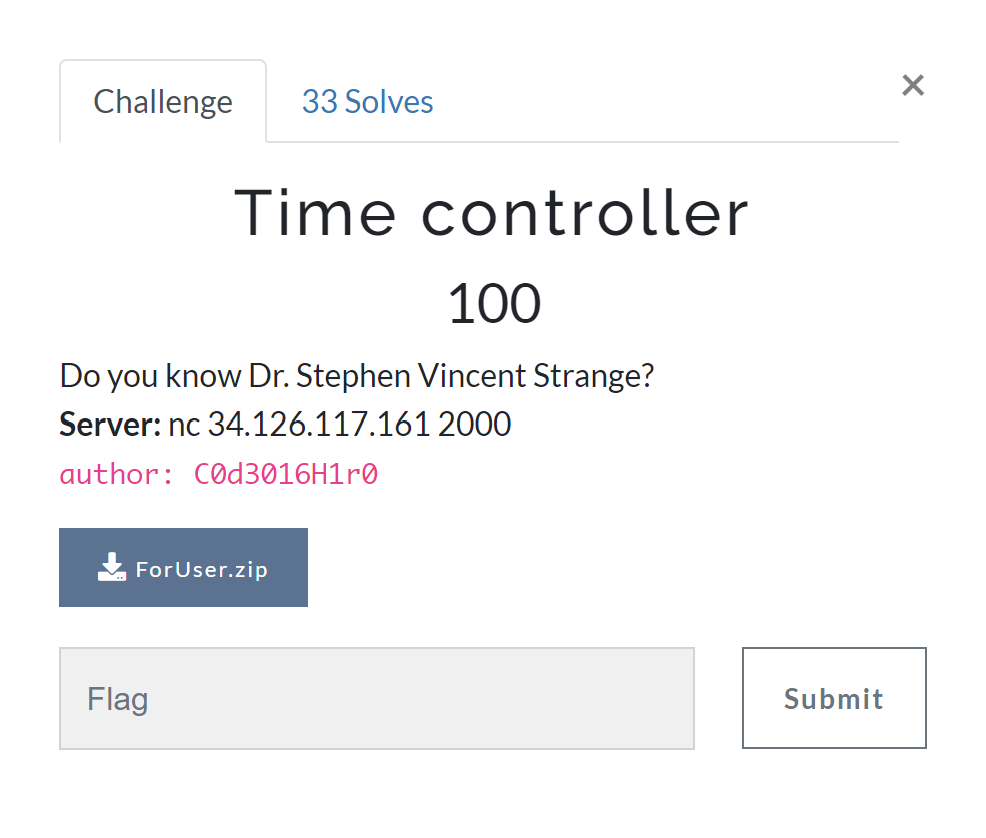 Challenge
33 Solves
×
Time controller
100
Do you know Dr. Stephen Vincent Strange?
Server: nc 34.126.117.161 2000
author: C0d3016H1r0
ForUser.zip
Flag
Submit